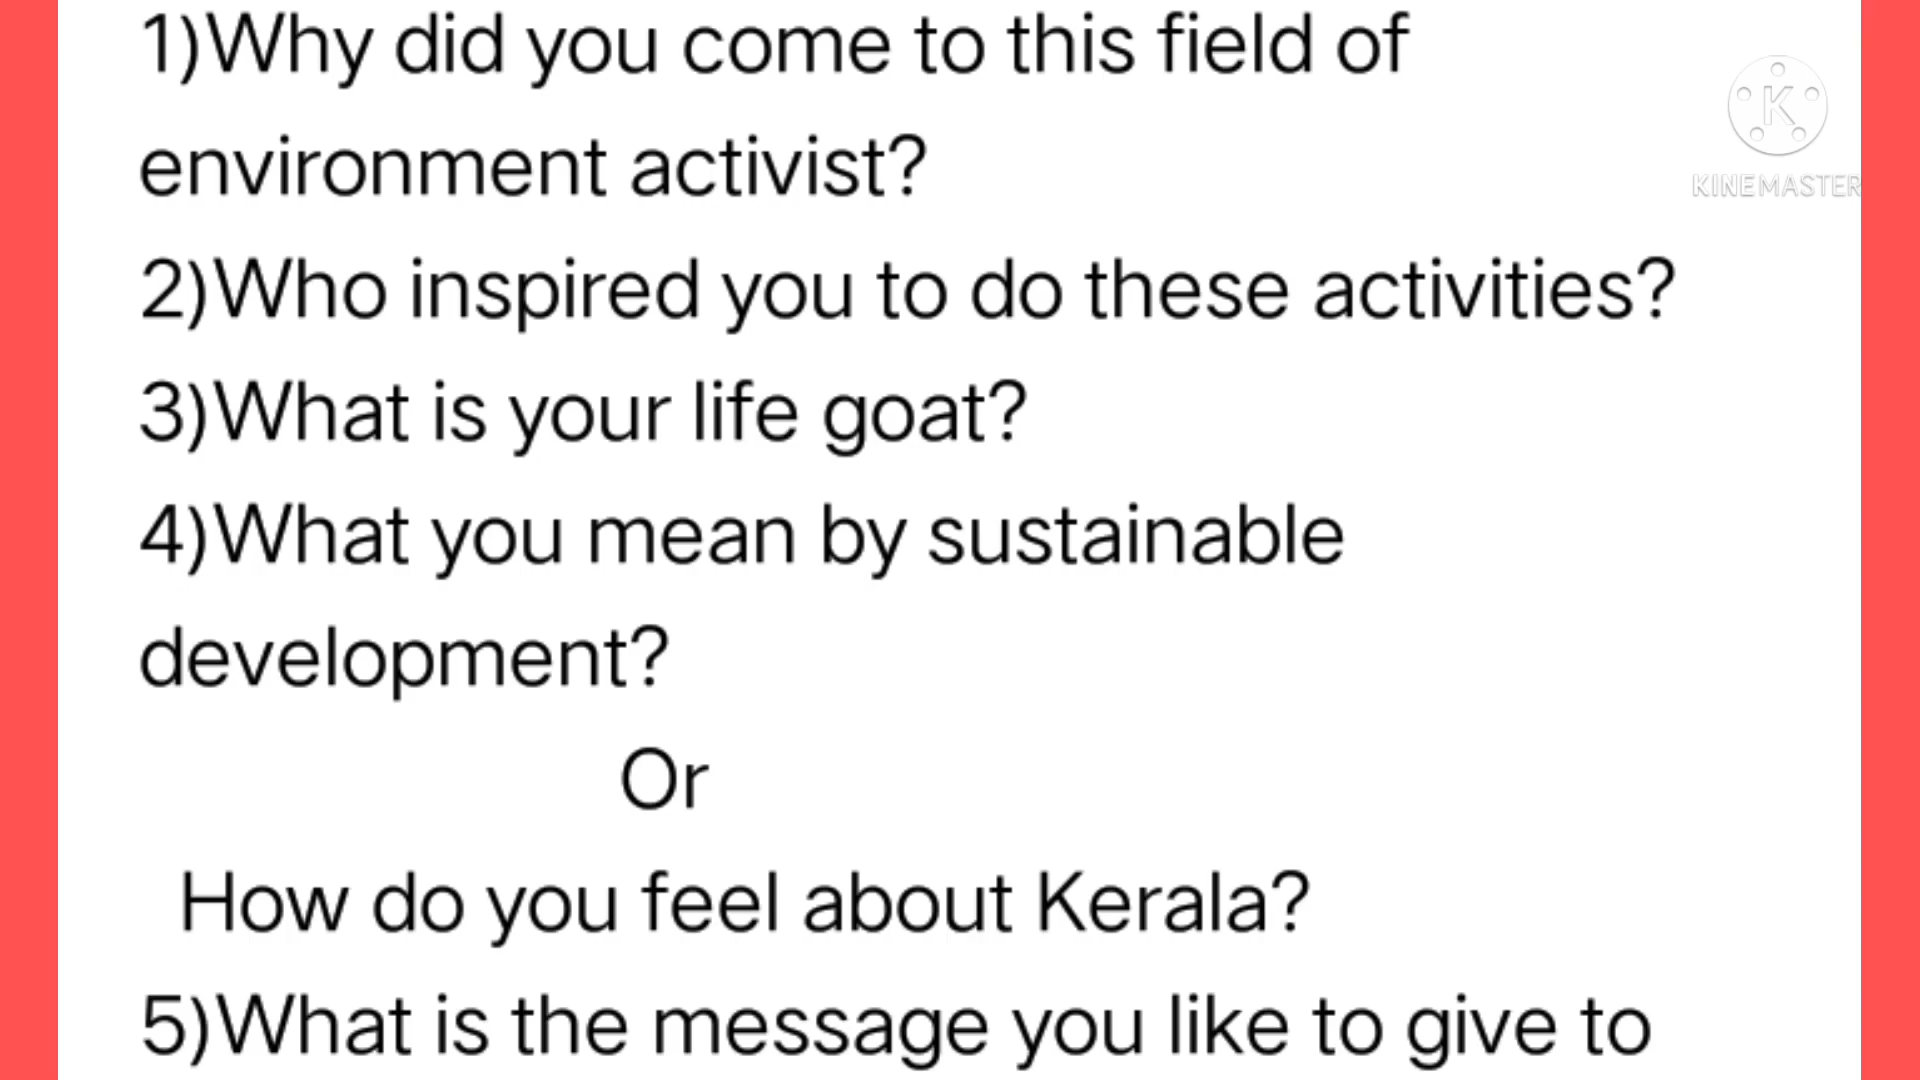 1)Why did you come to this field of
environment activist?
2)Who inspired you to do these activities?
3)What is your life goat?
4)What you mean by sustainable
development?
Or
How do you feel about Kerala?
5)What is the message you like to give to
K
KINEMASTER